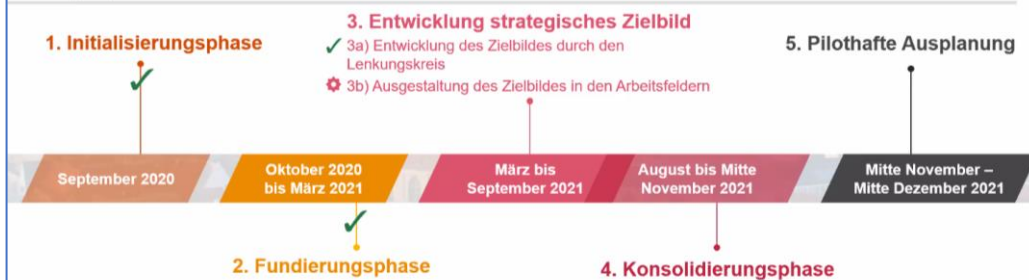 1. Initialisierungsphase
3. Entwicklung strategisches Zielbild
3a) Entwicklung des Zielbildes durch den
Lenkungskreis
3b) Ausgestaltung des Zielbildes in den Arbeitsfeldern
5. Pilothafte Ausplanung
September 2020
Oktober 2020
bis März 2021
März bis
September 2021
August bis Mitte
November 2021
Mitte November –
Mitte Dezember 2021
2. Fundierungsphase
4. Konsolidierungsphase